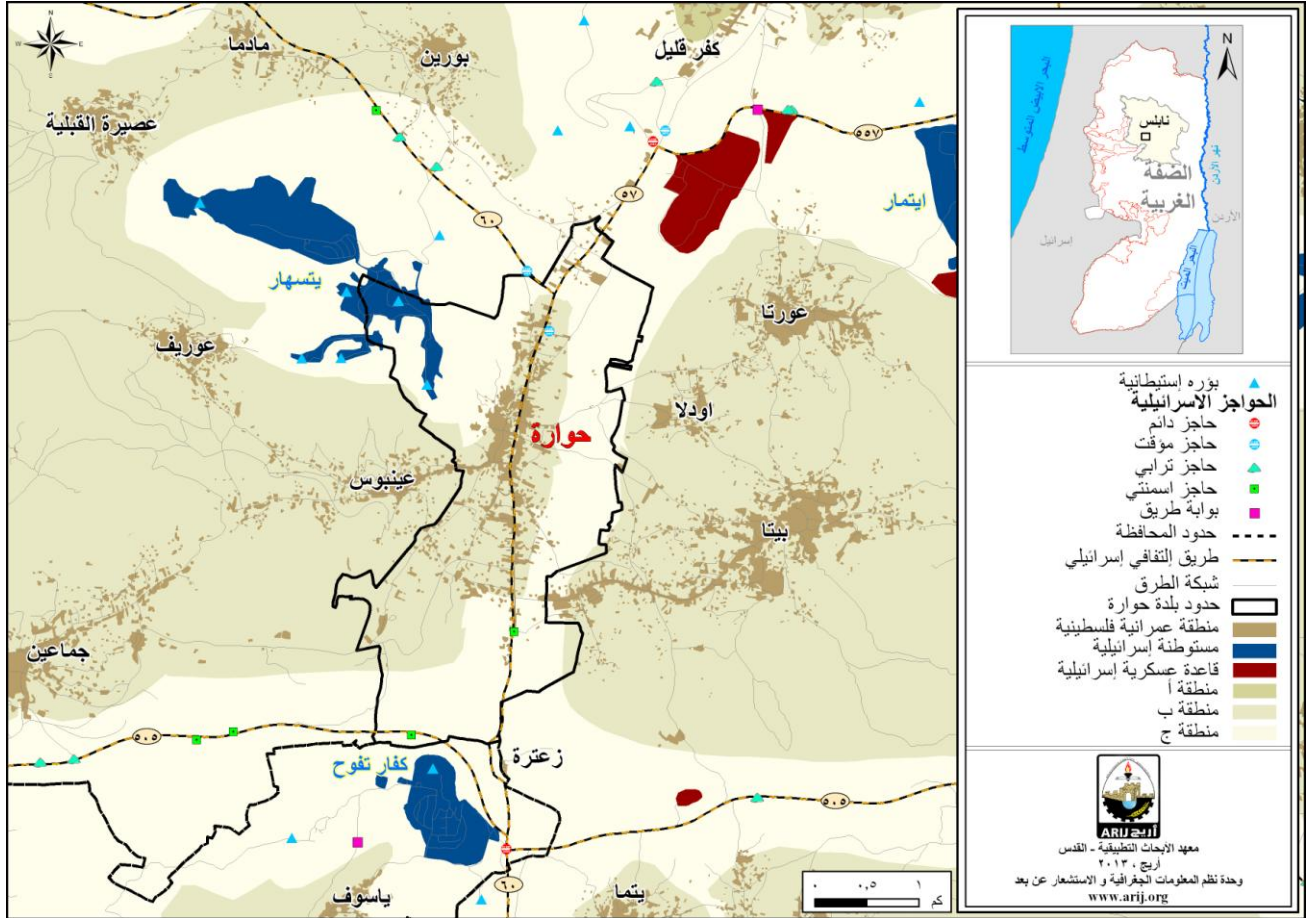 N
W
E
S
مادما
بورين
كفر قليل
عصيرة القبلية
٥٥٧
ايتمار
٥٧
٦٠
يتسهار
عورتا
عوريف
اودلا
حوارة
عينبوس
بيتا
جماعين
٥٠٥
زعترة
كفار تفوح
٥٠٥
٦٠
ياسوف
يتما
٠ ٠,٥ ١
كم
N
البحر الابيض المتوسط
نابلس
نهر الاردن
الضفة
الغربية
الأردن
إسرائيل
البحر الميت
بؤره إستيطانية
الحواجز الاسرائيلية
حاجز دائم
حاجز مؤقت
حاجز ترابي
حاجز اسمنتي
بوابة طريق
حدود المحافظة
طريق إلتفافي إسرائيلي
شبكة الطرق
حدود بلدة حوارة
منطقة عمرانية فلسطينية
مستوطنة إسرائيلية
قاعدة عسكرية إسرائيلية
منطقة أ
منطقة ب
منطقة ج
أريج ARIJ
معهد الأبحاث التطبيقية - القدس
أريج ، ٢٠١٣
وحدة نظم المعلومات الجغرافية و الاستشعار عن بعد
www.arij.org